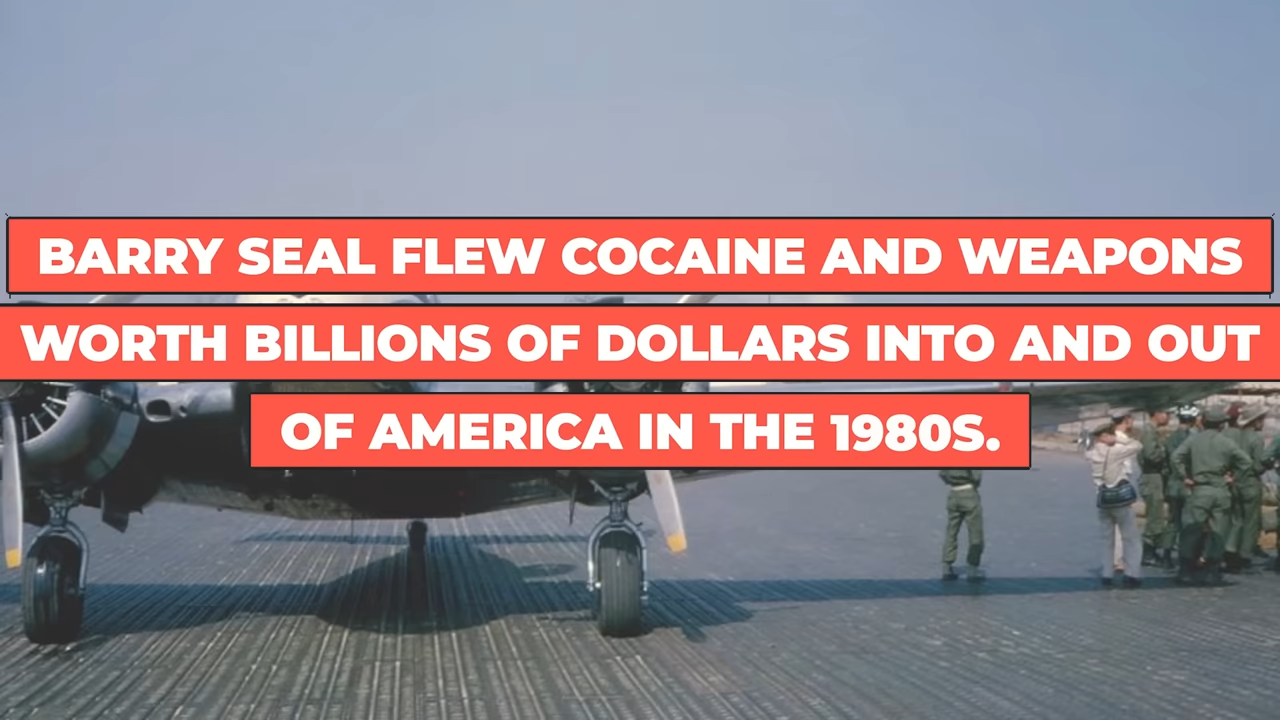 BARRY SEAL FLEW COCAINE AND WEAPONS
WORTH BILLIONS OF DOLLARS INTO AND OUT
OF AMERICA IN THE 1980S.